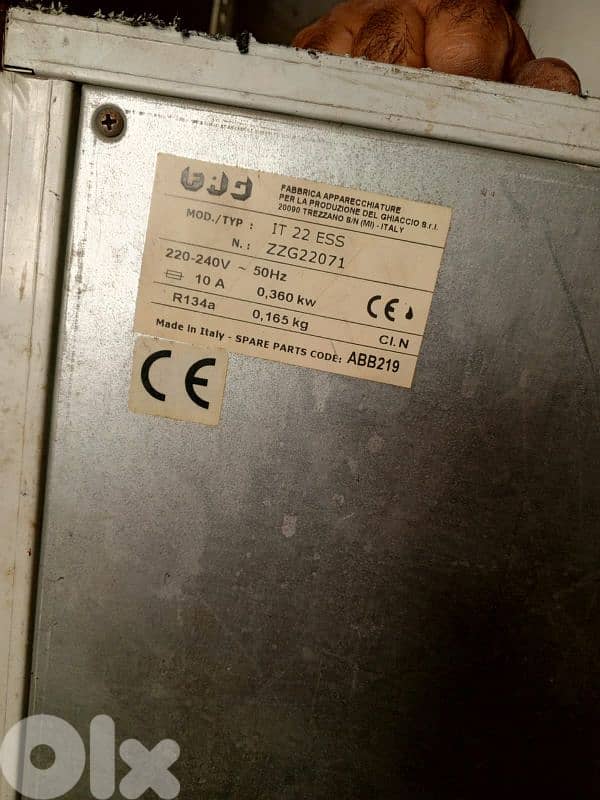 FABBRICA APPARECCHIATURE
PER LA PRODUZIONE DEL GHIACCIO S.r.l.
20090 TREZZANO S/N (MI) - ITALY
MOD./TYP : IT 22 ESS
N. : ZZG22071
220-240V ~ 50Hz
10 A 0,360 kw
R134a 0,165 kg
CE Cl. N
Made in Italy - SPARE PARTS CODE: ABB219
CE
OLX